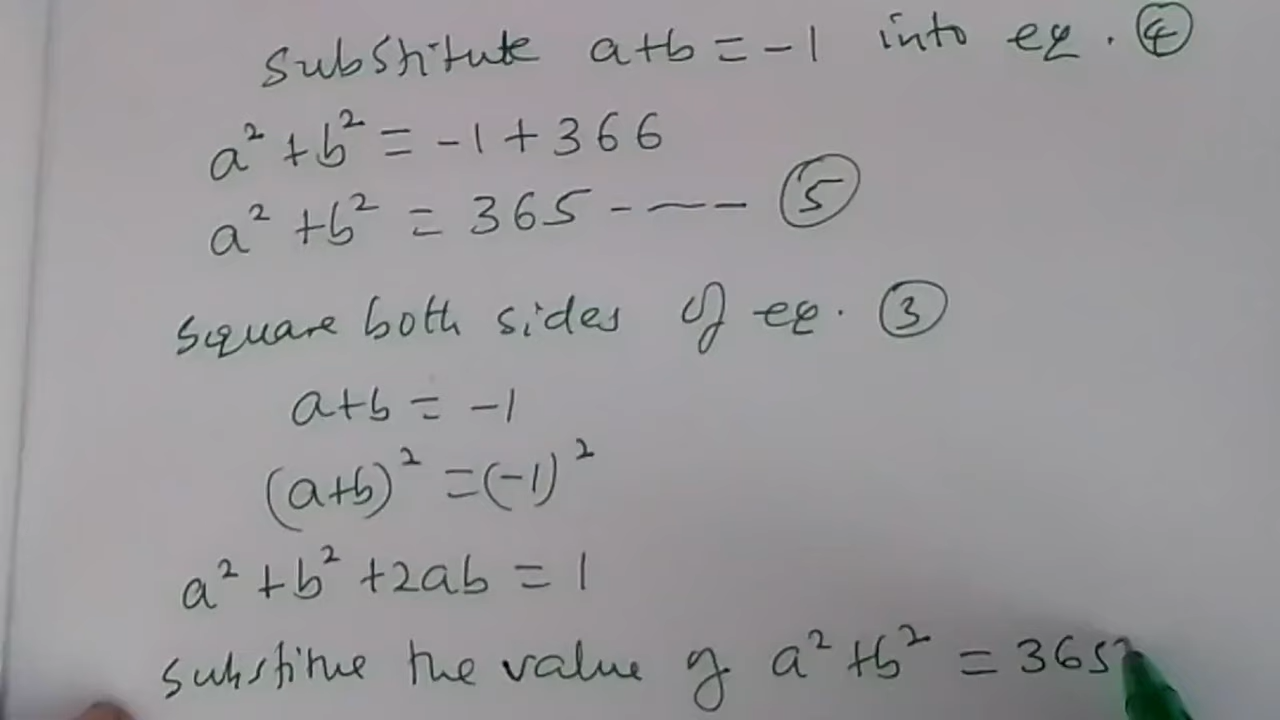 substitute a+b = -1 into eq. ④
a² + b² = -1 + 366
a² + b² = 365 ---- ⑤
square both sides of eq. ③
a+b = -1
(a+b)² = (-1)²
a² + b² + 2ab = 1
substitue the value of a² + b² = 365